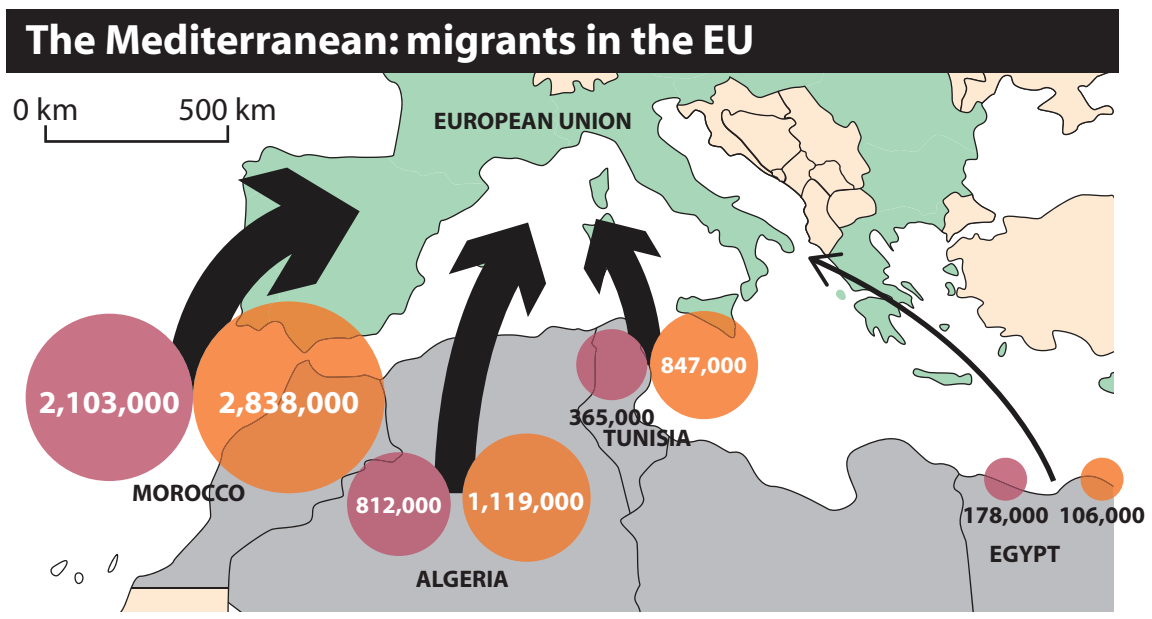 The Mediterranean: migrants in the EU
0 km 500 km
EUROPEAN UNION
2,103,000 2,838,000
MOROCCO
812,000 1,119,000
ALGERIA
847,000
365,000
TUNISIA
178,000 106,000
EGYPT